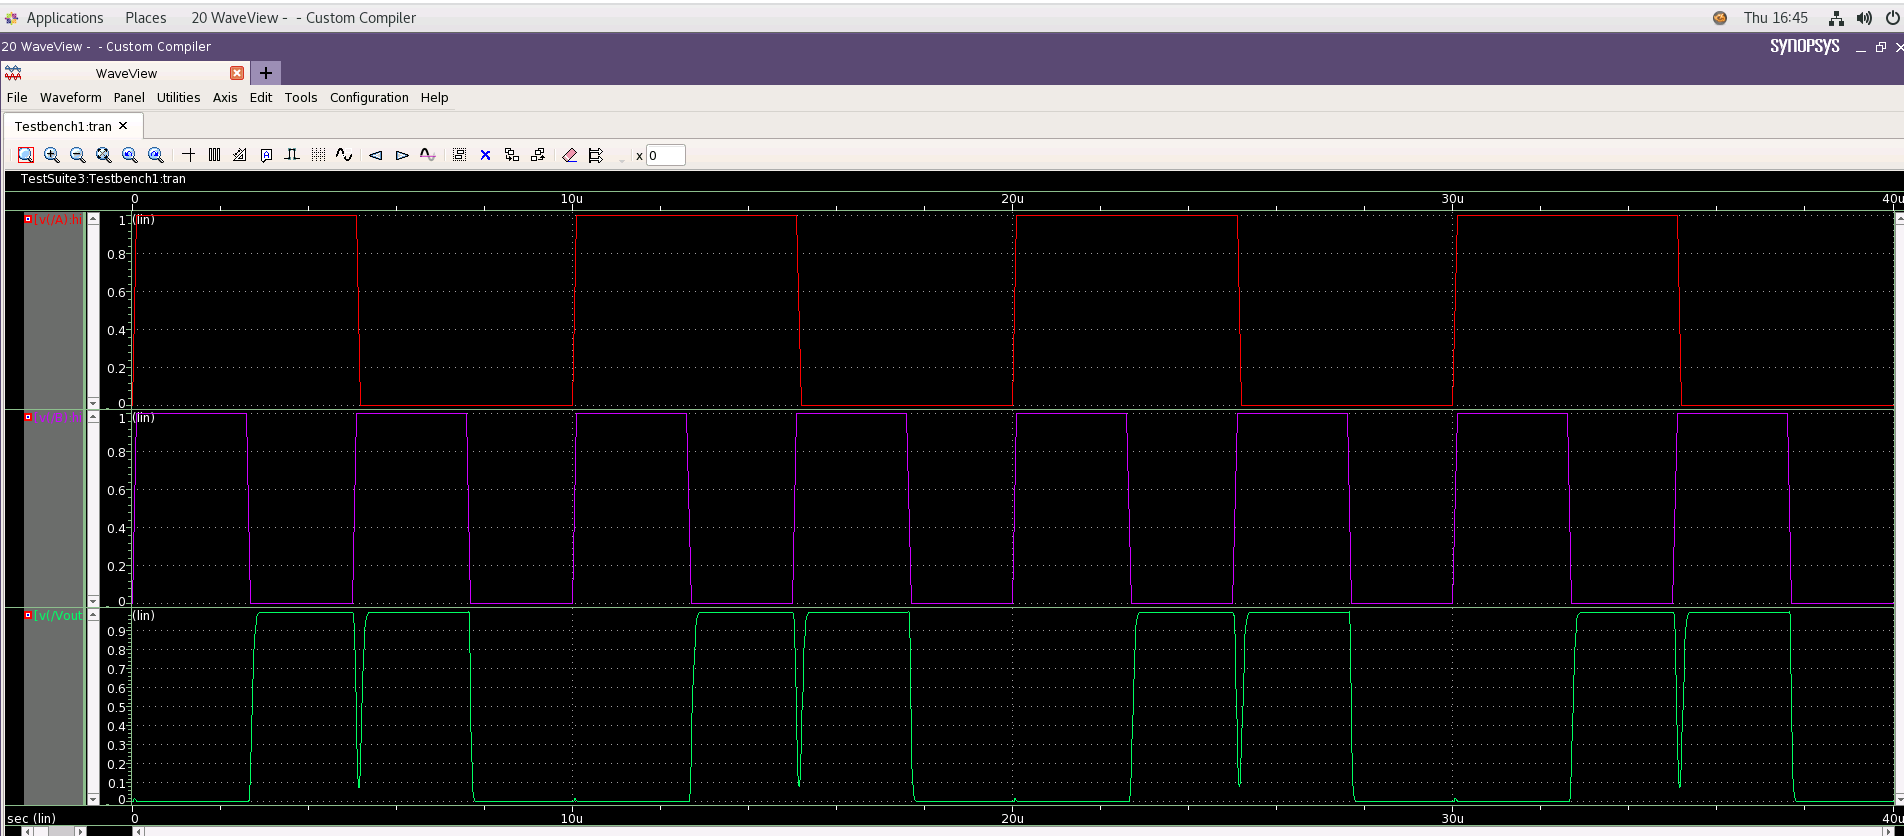 Applications Places 20 WaveView - - Custom Compiler Thu 16:45
20 WaveView - - Custom Compiler SYNOPSYS
WaveView
File Waveform Panel Utilities Axis Edit Tools Configuration Help
Testbench1:tran
x 0
TestSuite3:Testbench1:tran
0 10u 20u 30u 40u
[v(/A):hi 1 (lin)
0.8
0.6
0.4
0.2
0
[v(/B):hi 1 (lin)
0.8
0.6
0.4
0.2
0
[v(/Vout (lin)
0.9
0.8
0.7
0.6
0.5
0.4
0.3
0.2
0.1
0
sec (lin) 0 10u 20u 30u 40u